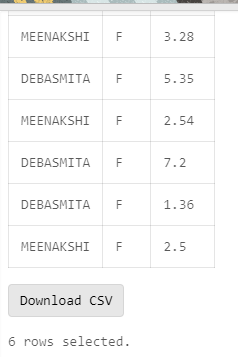 MEENAKSHI F 3.28
DEBASMITA F 5.35
MEENAKSHI F 2.54
DEBASMITA F 7.2
DEBASMITA F 1.36
MEENAKSHI F 2.5
Download CSV
6 rows selected.